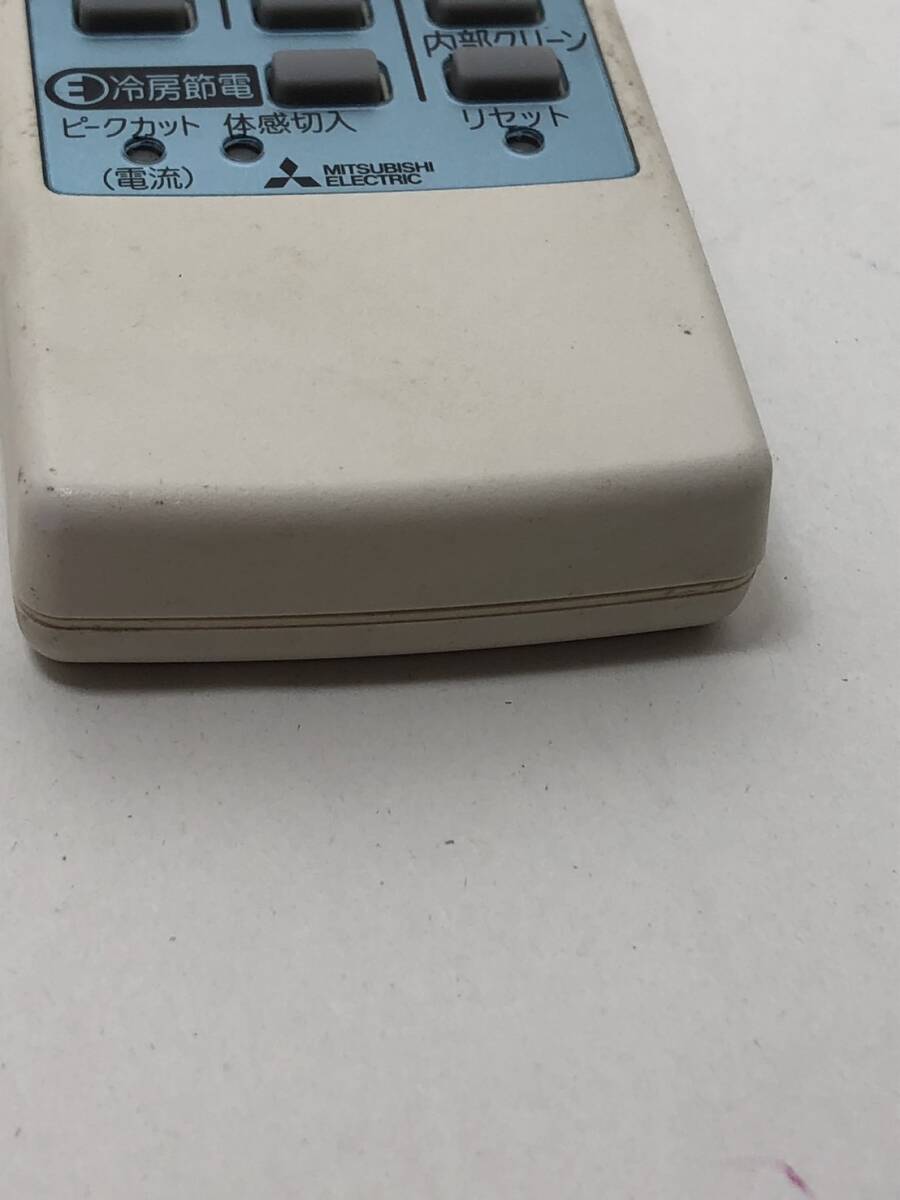 内部クリーン
冷房節電
ピークカット 体感切入 リセット
(電流)
MITSUBISHI
ELECTRIC